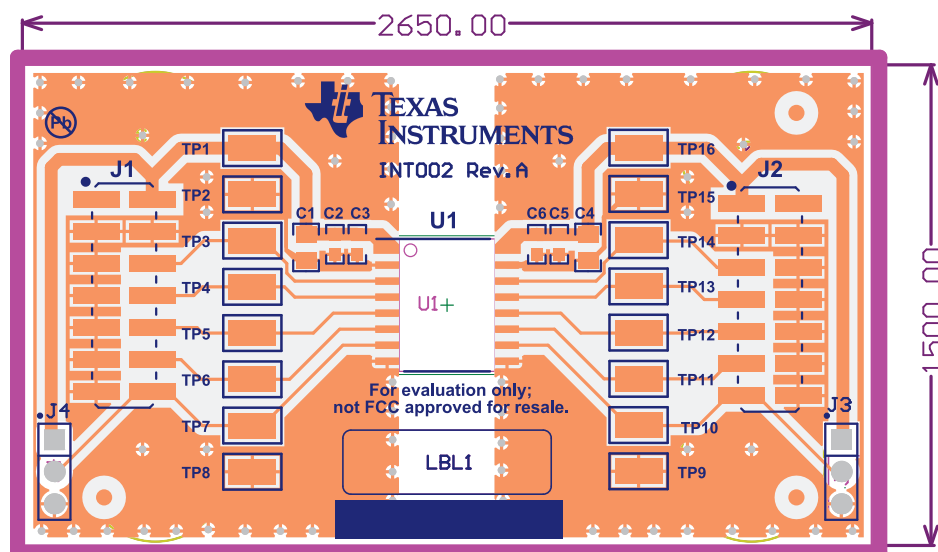 2650.00
1500.00
Pb
TEXAS
INSTRUMENTS
INT002 Rev.A
TP1
TP16
J1
J2
TP2
TP15
C1 C2 C3
U1
C6 C5 C4
TP3
TP14
TP4
TP13
U1
TP5
TP12
TP6
TP11
For evaluation only;
not FCC approved for resale.
J4
J3
TP7
TP10
LBL1
TP8
TP9